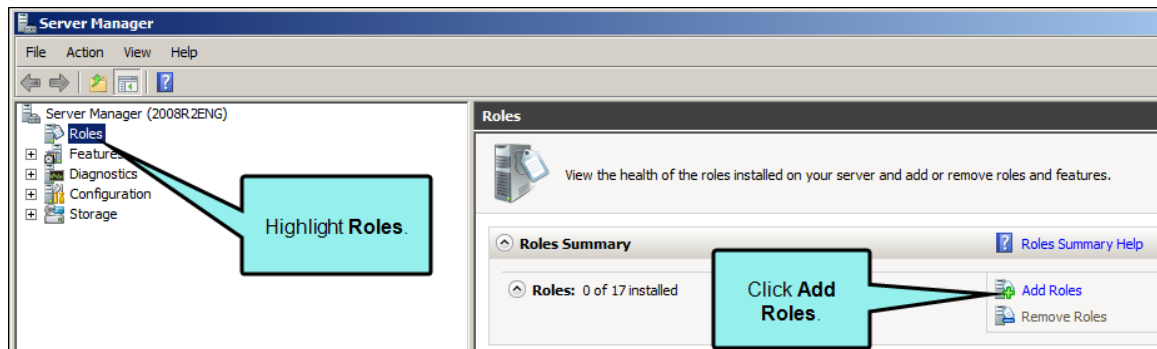 Server Manager
File Action View Help
Server Manager (2008R2ENG)
Roles
Features
Diagnostics
Configuration
Storage
Highlight Roles.
Roles
View the health of the roles installed on your server and add or remove roles and features.
Roles Summary
Roles Summary Help
Roles: 0 of 17 installed
Click Add
Roles.
Add Roles
Remove Roles